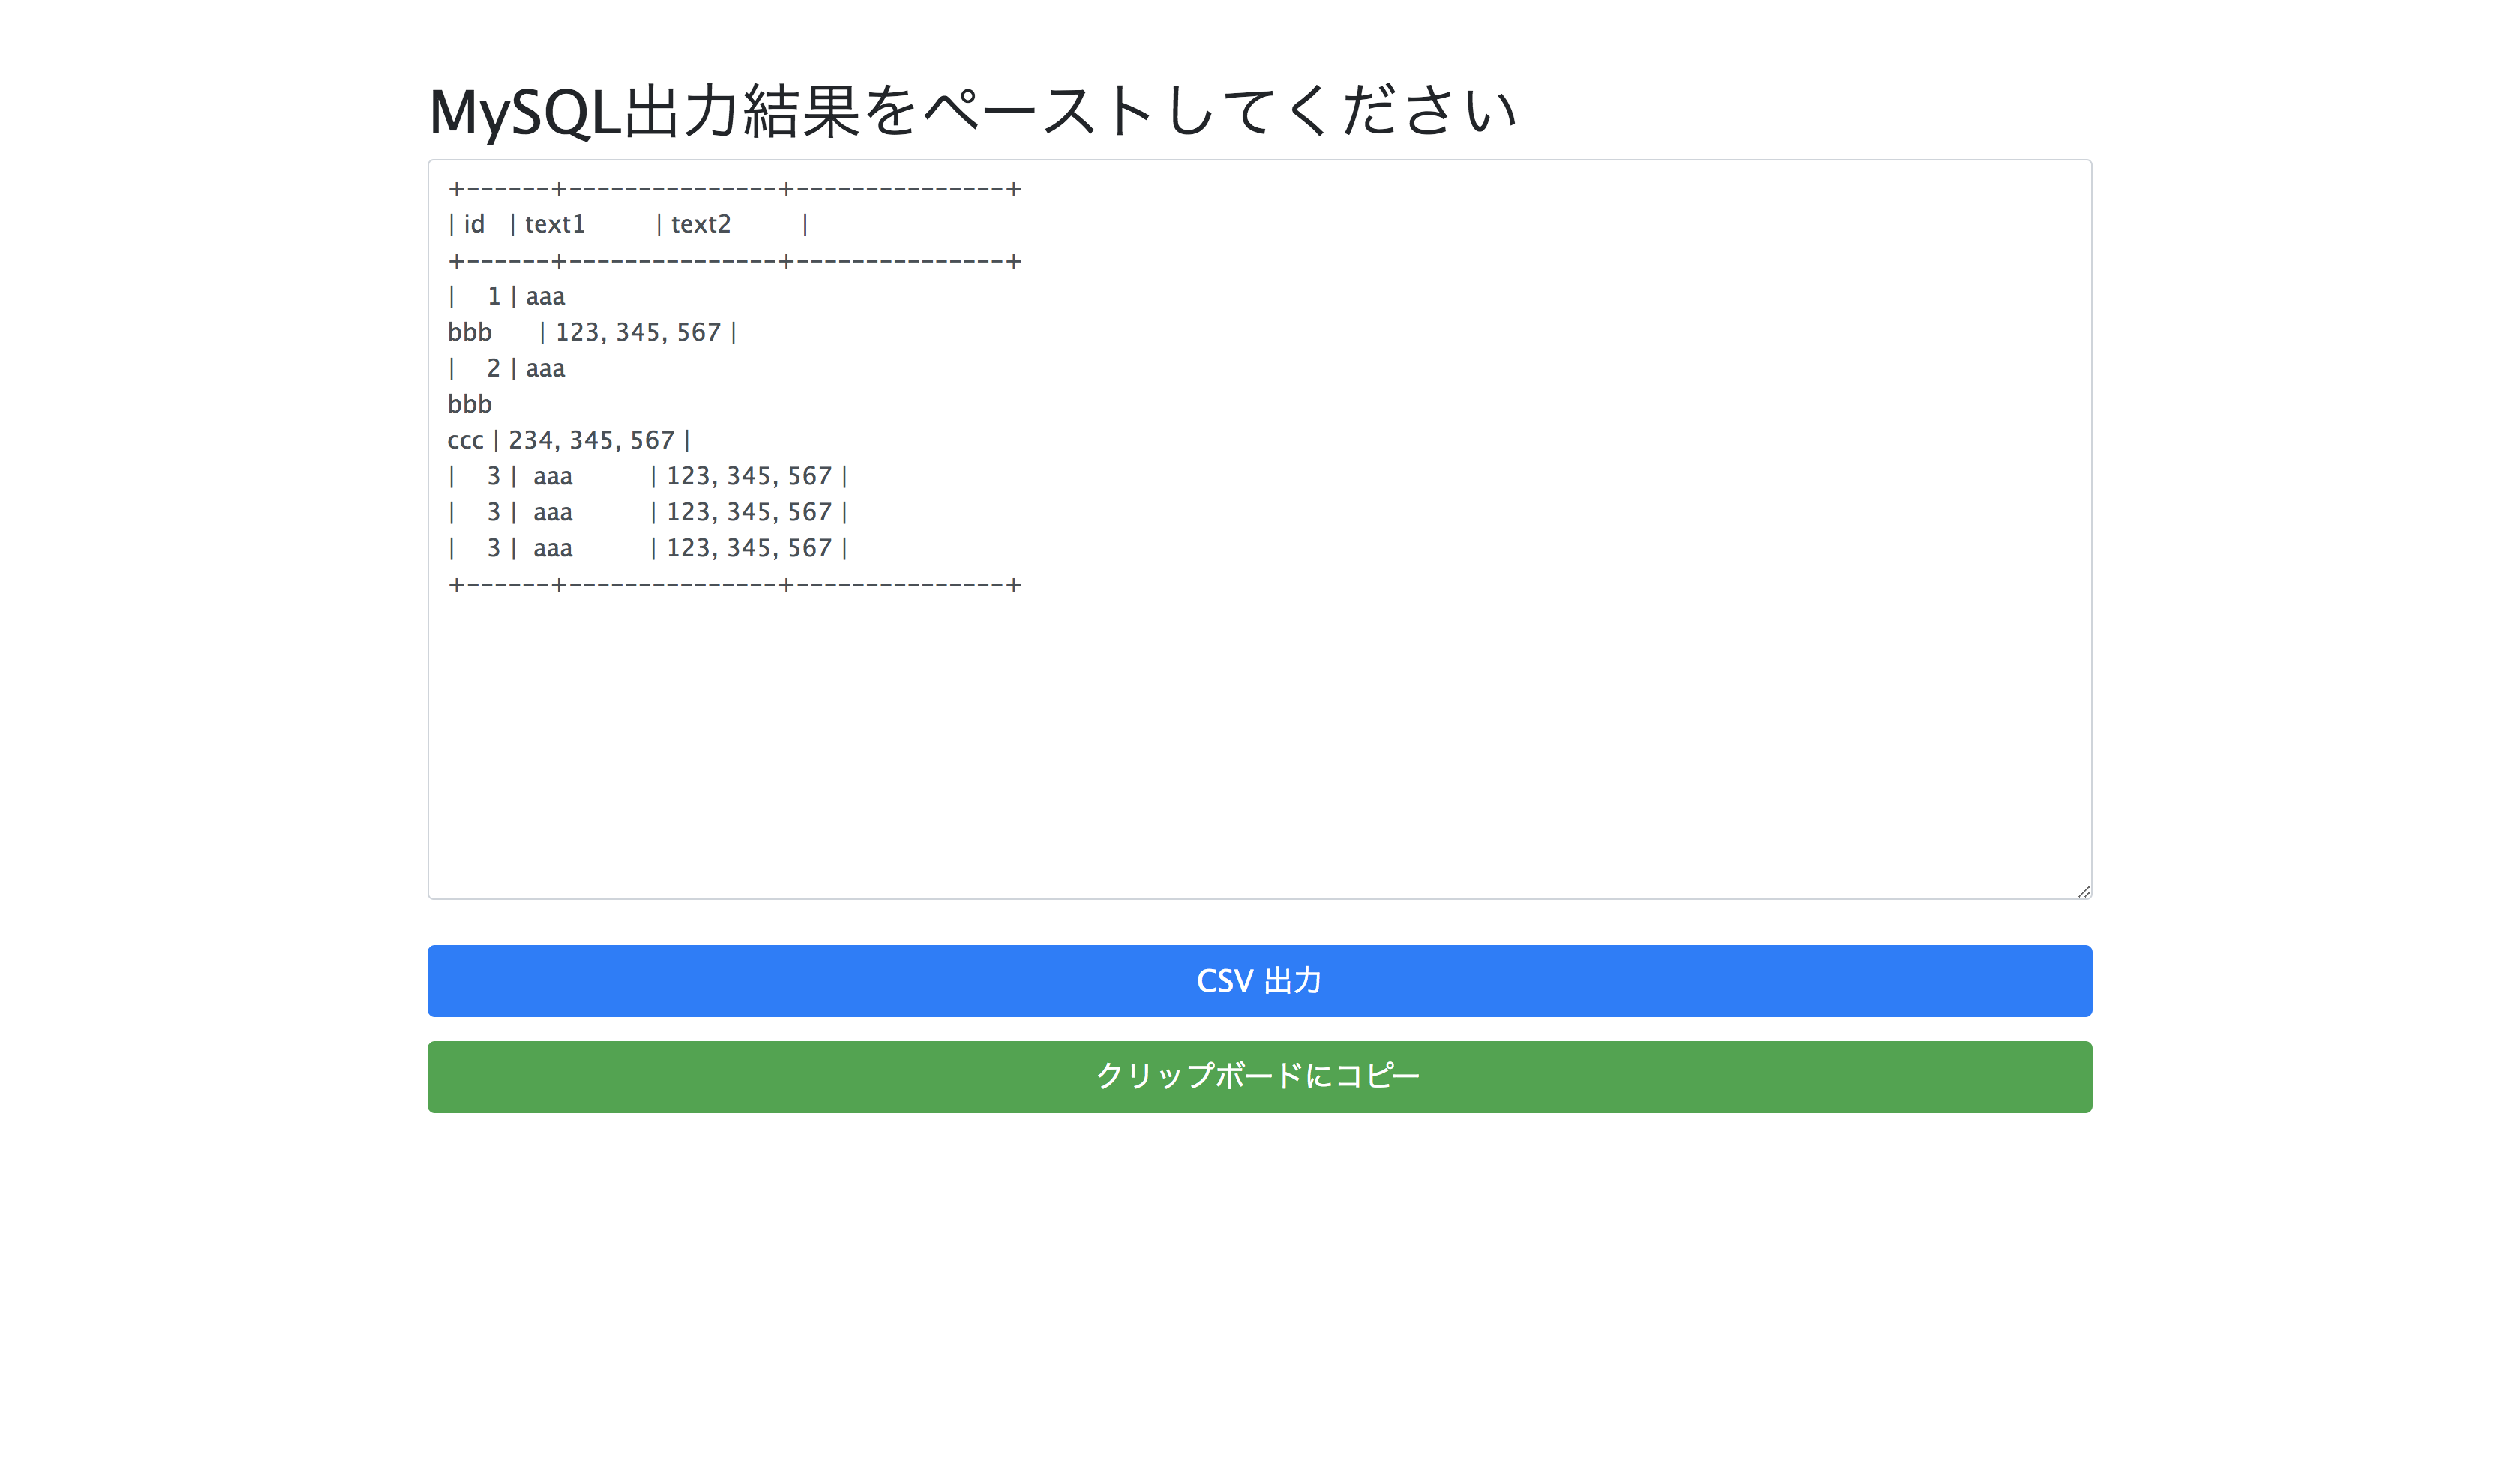 MySQL出力結果をペーストしてください
+------+---------------+---------------+
| id   | text1         | text2         |
+------+---------------+---------------+
|    1 | aaa
bbb      | 123, 345, 567 |
|    2 | aaa
bbb
ccc | 234, 345, 567 |
|    3 |  aaa          | 123, 345, 567 |
|    3 |  aaa          | 123, 345, 567 |
|    3 |  aaa          | 123, 345, 567 |
+------+---------------+---------------+
CSV 出力
クリップボードにコピー